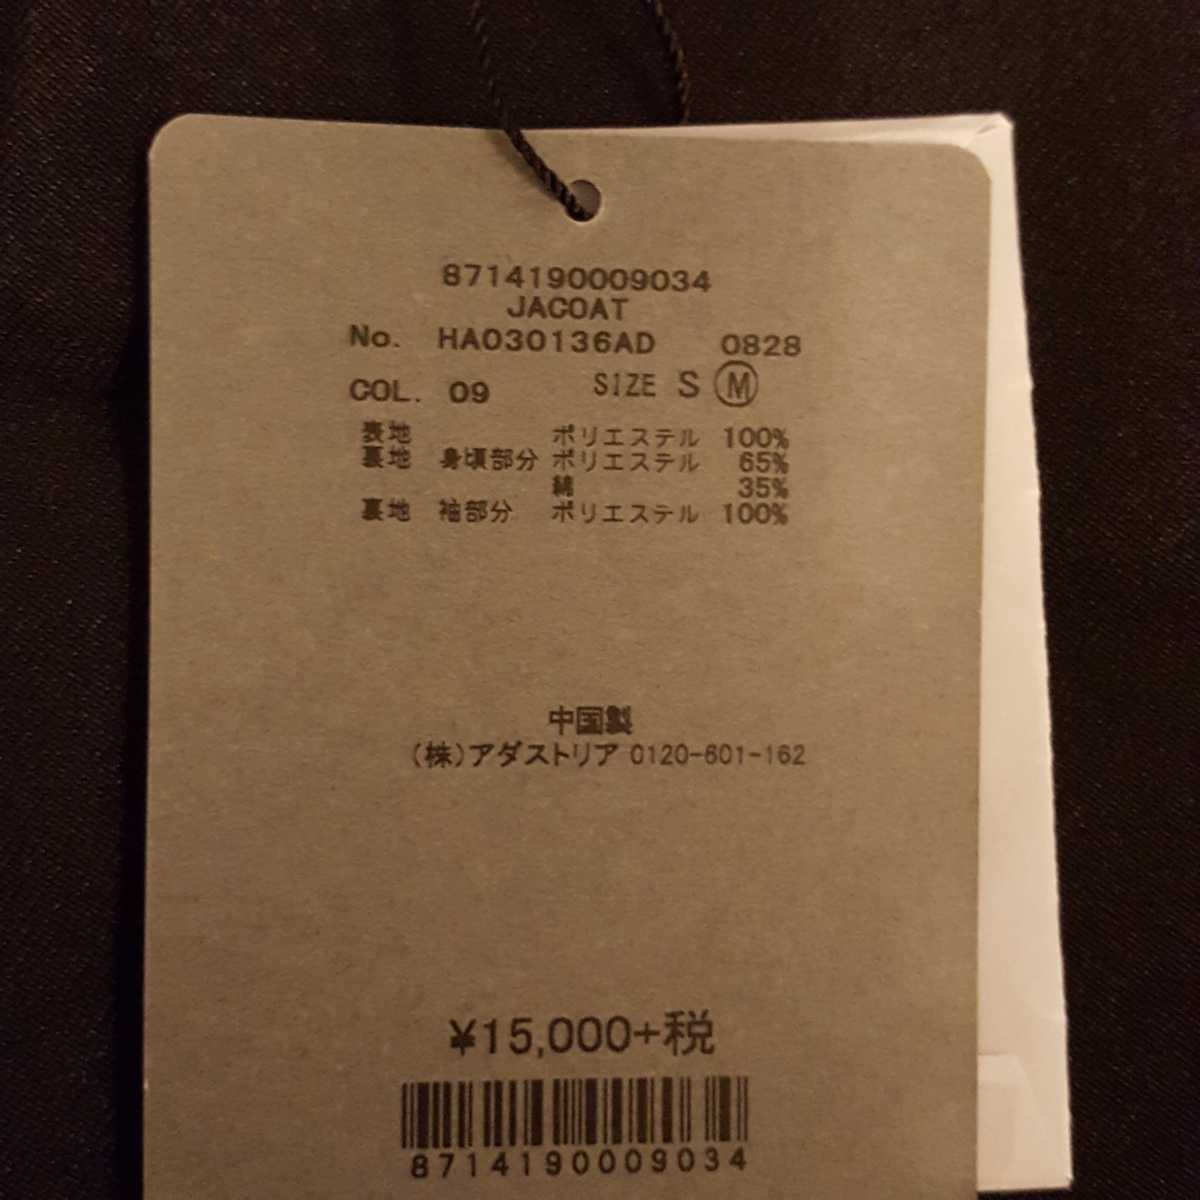 8714190009034
JACOAT
No. HA030136AD 0828
COL. 09 SIZE S Ⓜ
表地 ポリエステル 100%
裏地 身頃部分 ポリエステル 65%
綿 35%
裏地 袖部分 ポリエステル 100%
中国製
(株)アダストリア 0120-601-162
¥15,000+税
8714190009034